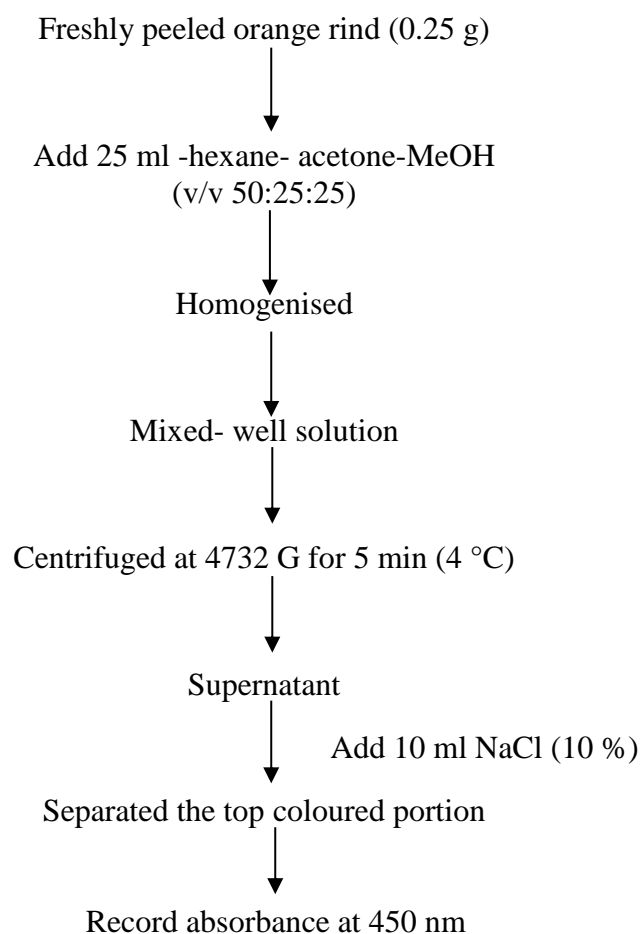 Freshly peeled orange rind (0.25 g)
Add 25 ml -hexane- acetone-MeOH
(v/v 50:25:25)
Homogenised
Mixed- well solution
Centrifuged at 4732 G for 5 min (4 °C)
Supernatant
Add 10 ml NaCl (10 %)
Separated the top coloured portion
Record absorbance at 450 nm